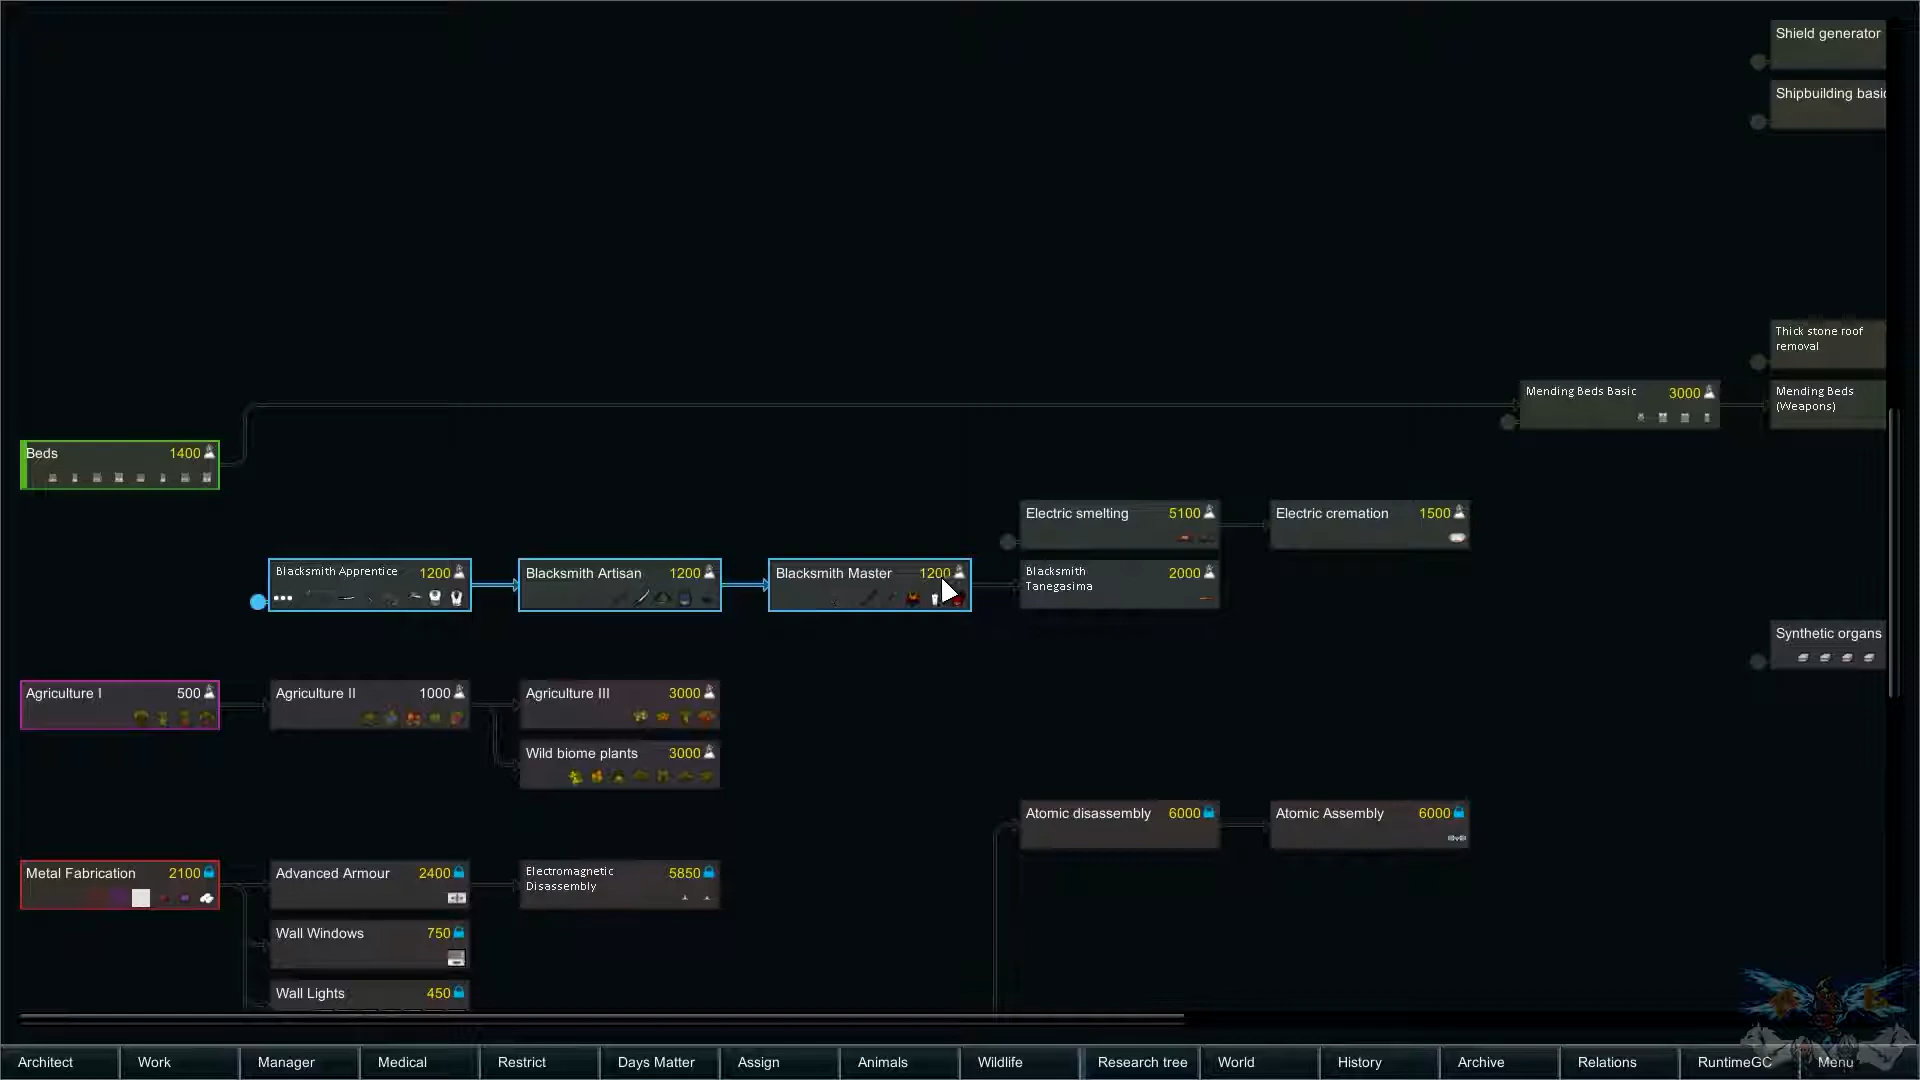 Shield generator
Shipbuilding basic
Thick stone roof
removal
Mending Beds Basic 3000
Mending Beds
(Weapons)
Beds 1400
Electric smelting 5100
Electric cremation 1500
Blacksmith Apprentice 1200
Blacksmith Artisan 1200
Blacksmith Master 1200
Blacksmith
Tanegasima 2000
Synthetic organs
Agriculture I 500
Agriculture II 1000
Agriculture III 3000
Wild biome plants 3000
Atomic disassembly 6000
Atomic Assembly 6000
Metal Fabrication 2100
Advanced Armour 2400
Electromagnetic
Disassembly 5850
Wall Windows 750
Wall Lights 450
Architect Work Manager Medical Restrict Days Matter Assign Animals Wildlife Research tree World History Archive Relations RuntimeGC Menu